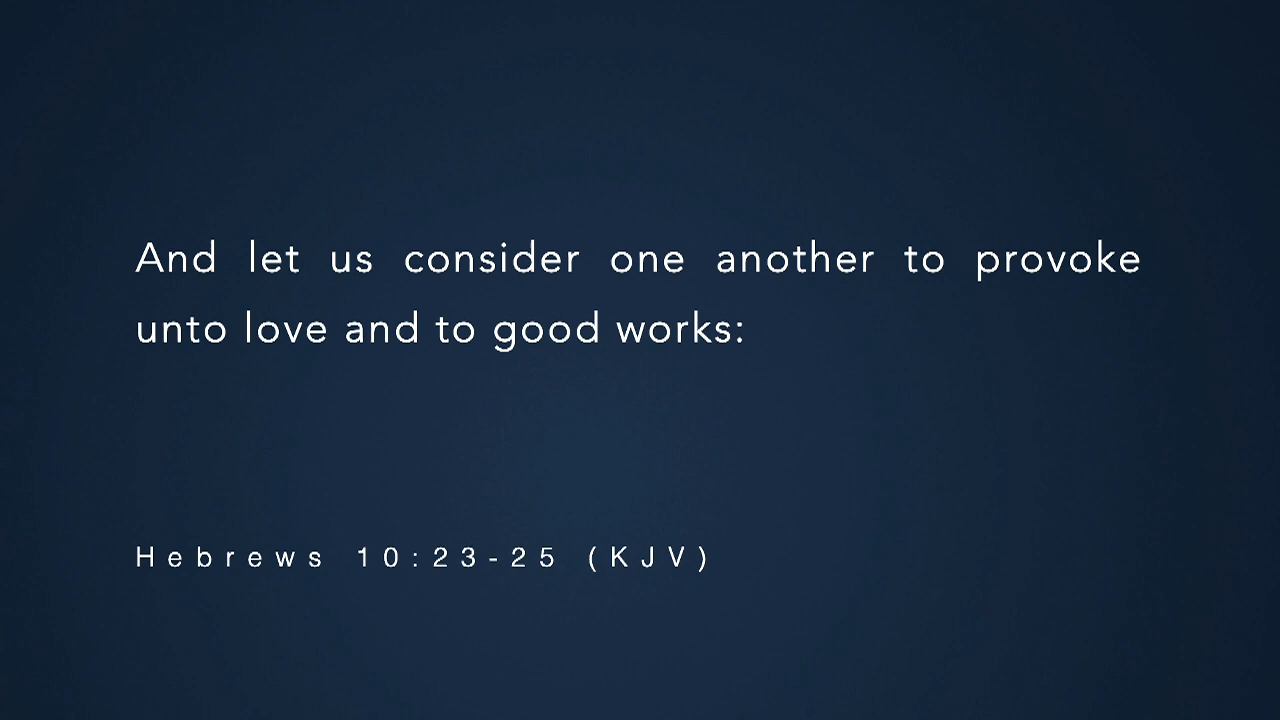 And let us consider one another to provoke
unto love and to good works:
Hebrews 10:23-25 (KJV)